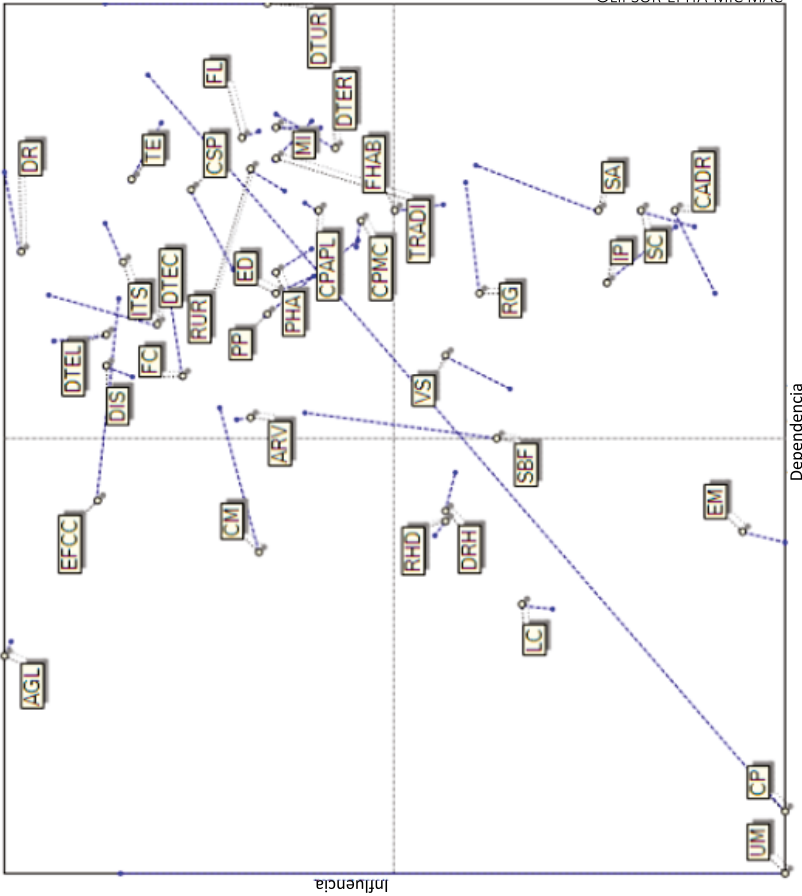 DTUR
FL
DTER
TE
DR
CSP
MI
FHAB
SA
CADR
TRADI
SC
IP
ED
CPAPL
CPMC
DTEC
ITS
RUR
PHA
PP
RG
DTEL
FC
DIS
VS
Dependencia
ARV
SBF
EM
CM
EFCC
RHD
DRH
LC
AGL
CP
UM
Influencia